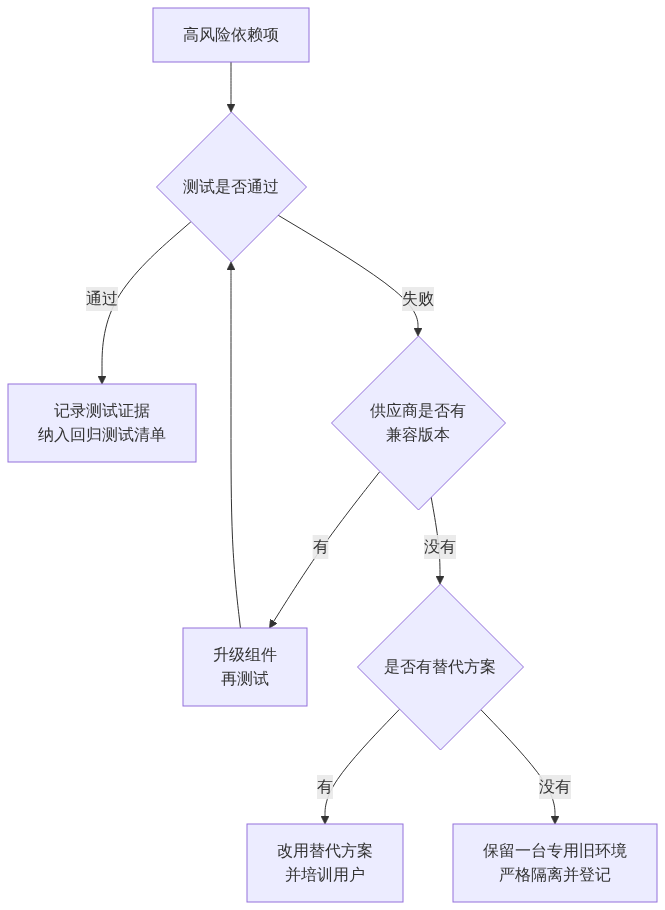 高风险依赖项
测试是否通过
通过
失败
记录测试证据
纳入回归测试清单
供应商是否有
兼容版本
有
没有
升级组件
再测试
是否有替代方案
有
没有
改用替代方案
并培训用户
保留一台专用旧环境
严格隔离并登记